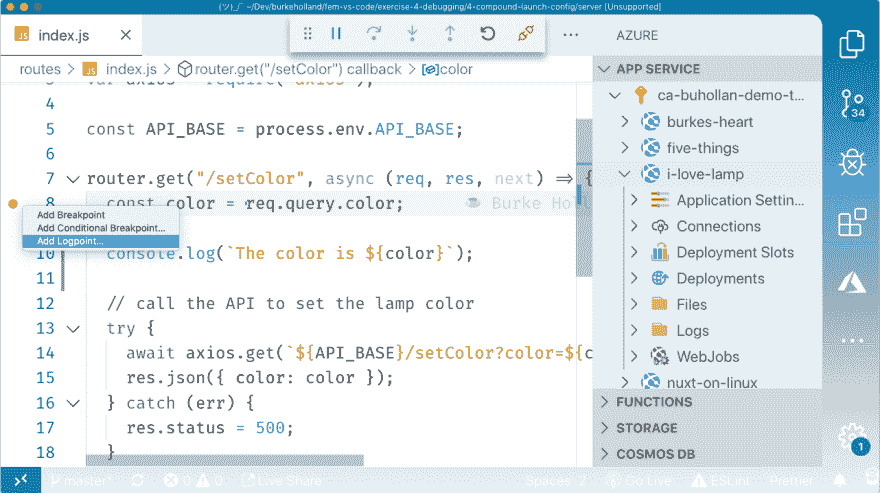 (ツ)_/¯ ~/Dev/burkeholland/fem-vs-code/exercise-4-debugging/4-compound-launch-config/server [Unsupported]
JS index.js
routes > JS index.js > router.get("/setColor") callback > color
4
5 const API_BASE = process.env.API_BASE;
6
7 router.get("/setColor", async (req, res, next) => {
8 const color = req.query.color; Burke Hol
Add Breakpoint
Add Conditional Breakpoint...
Add Logpoint...
10 console.log(`The color is ${color}`);
11
12 // call the API to set the lamp color
13 try {
14 await axios.get(`${API_BASE}/setColor?color=${c
15 res.json({ color: color });
16 } catch (err) {
17 res.status = 500;
18 }
AZURE
APP SERVICE
ca-buhollan-demo-t...
burkes-heart
five-things
i-love-lamp
Application Settin...
Connections
Deployment Slots
Deployments
Files
Logs
WebJobs
nuxt-on-linux
FUNCTIONS
STORAGE
COSMOS DB
34
1
master* 0 0 Live Share Spaces: 2 Go Live ESLint Prettier